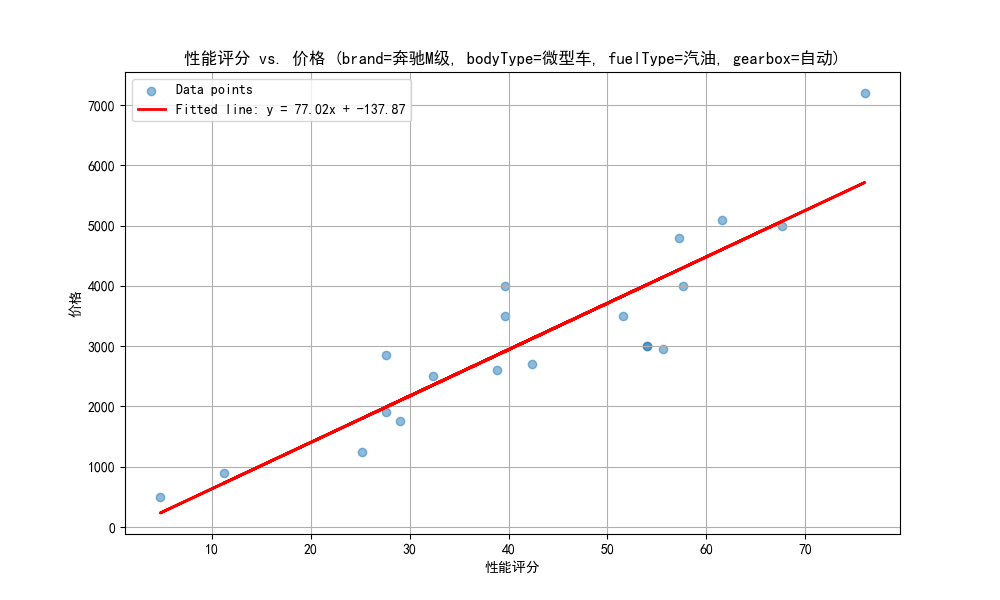 性能评分 vs. 价格 (brand=奔驰M级, bodyType=微型车, fuelType=汽油, gearbox=自动)
Data points
Fitted line: y = 77.02x + -137.87
7000
6000
5000
4000
3000
2000
1000
0
价格
10 20 30 40 50 60 70
性能评分